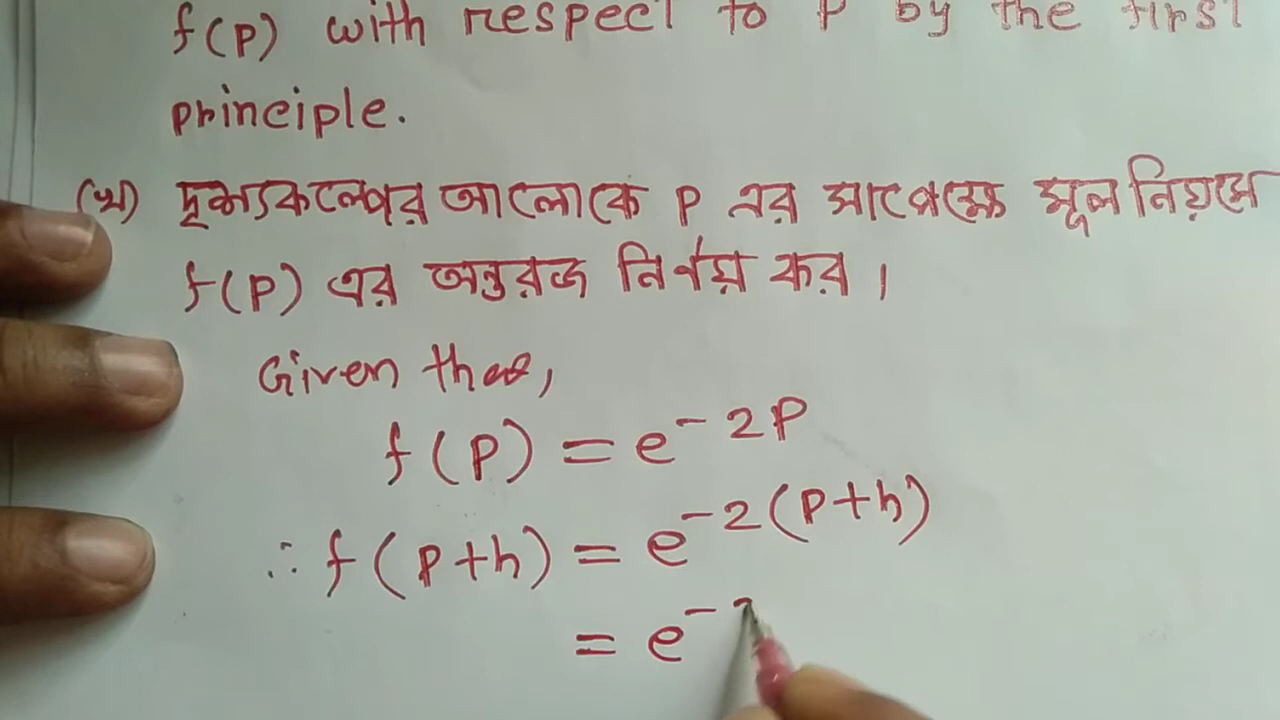 f(P) with respect to P by the first
principle.
(খ) দৃশ্যকল্পের আলোকে P এর সাপেক্ষে মূল নিয়মে
f(P) এর অন্তরজ নির্ণয় কর।
Given that,
f(P) = e^{-2P}
∴ f(P+h) = e^{-2(P+h)}
= e^{-2